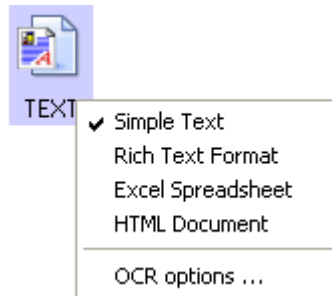 TEXT
Simple Text
Rich Text Format
Excel Spreadsheet
HTML Document
OCR options ...